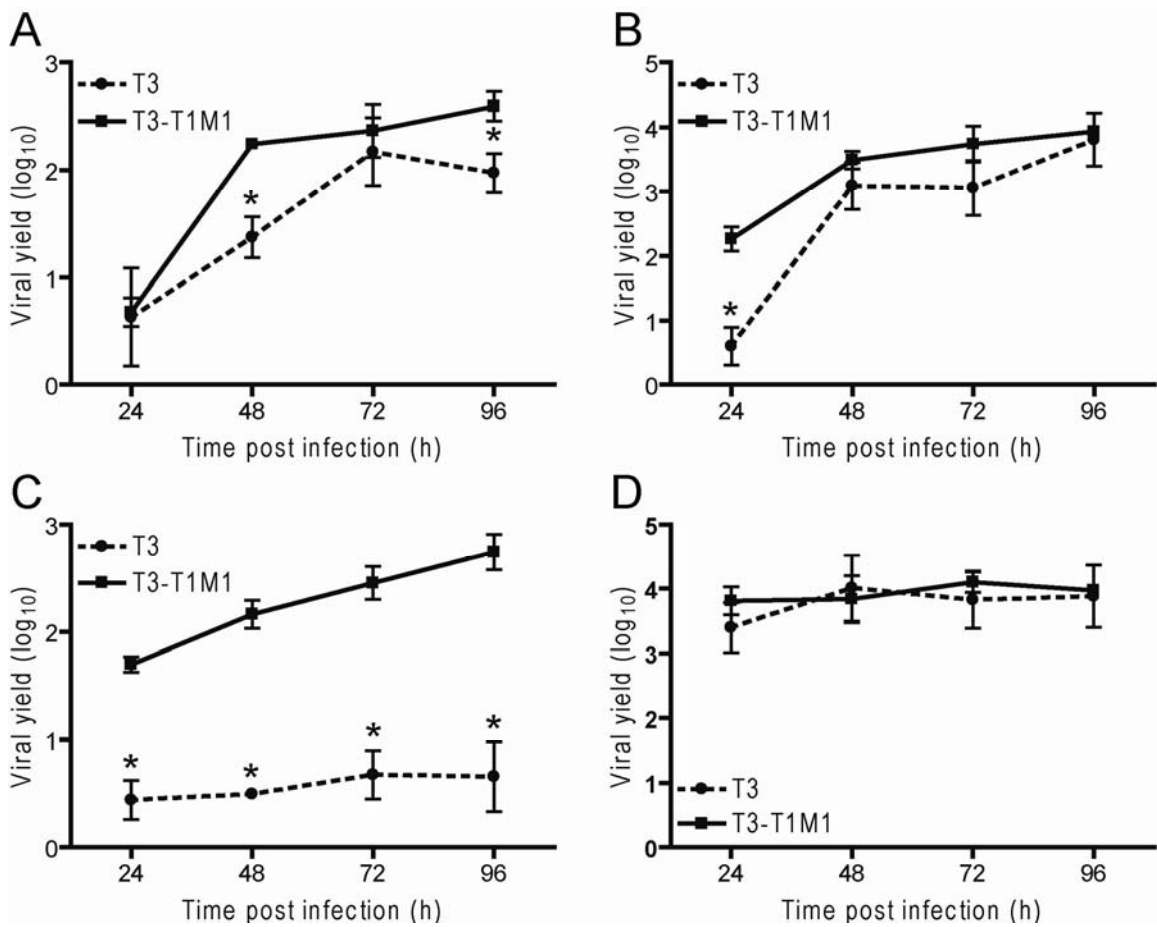 A
3
T3
T3-T1M1
2
1
0
Viral yield (log10)
*
*
24 48 72 96
Time post infection (h)
B
5
T3
T3-T1M1
4
3
2
1
0
Viral yield (log10)
*
24 48 72 96
Time post infection (h)
C
3
T3
T3-T1M1
2
1
0
Viral yield (log10)
* * * *
24 48 72 96
Time post infection (h)
D
5
4
3
2
1
0
Viral yield (log10)
T3
T3-T1M1
24 48 72 96
Time post infection (h)